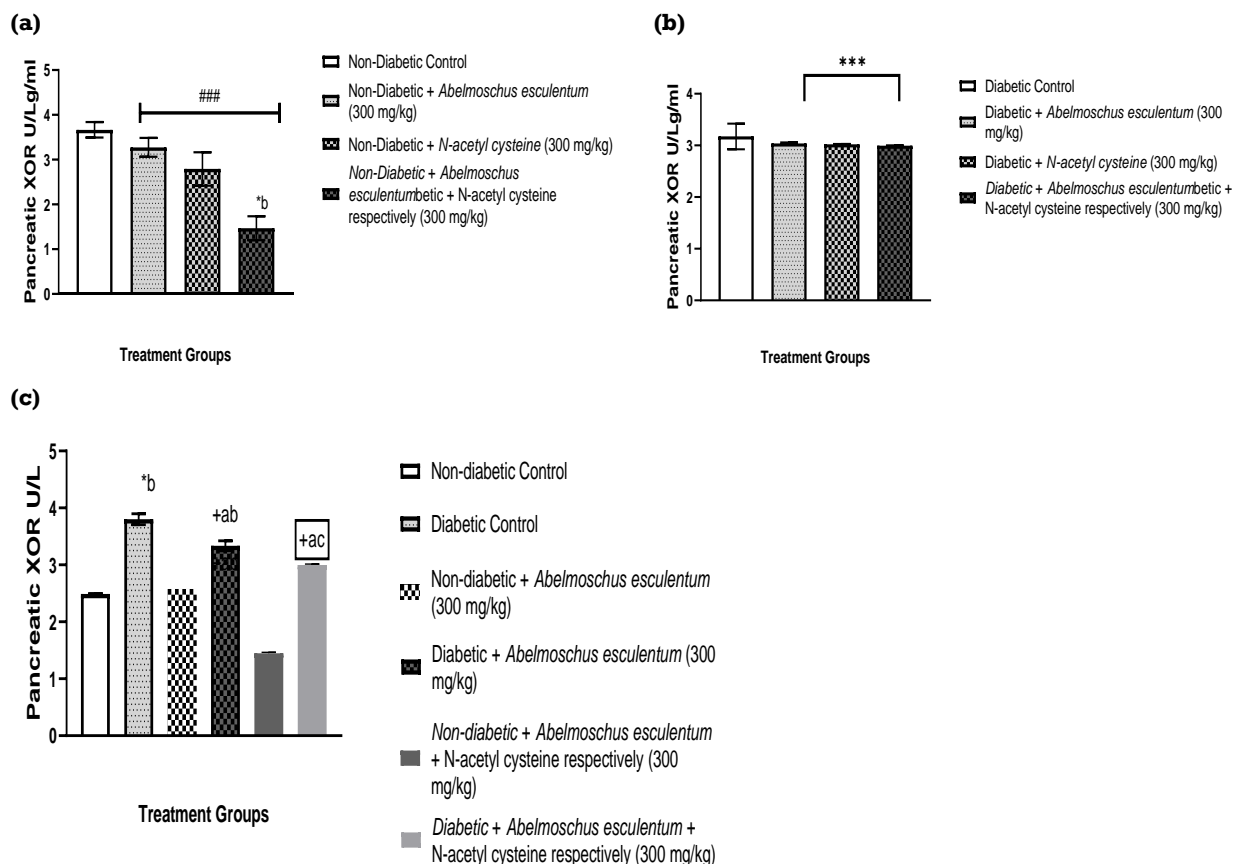 (a)
Pancreatic XOR U/Lg/ml
5
4
3
2
1
0
###
*b
Treatment Groups
Non-Diabetic Control
Non-Diabetic + Abelmoschus esculentum
(300 mg/kg)
Non-Diabetic + N-acetyl cysteine (300 mg/kg)
Non-Diabetic + Abelmoschus
esculentumbetic + N-acetyl cysteine
respectively (300 mg/kg)
(b)
Pancreatic XOR U/Lg/ml
5
4
3
2
1
0
***
Treatment Groups
Diabetic Control
Diabetic + Abelmoschus esculentum (300
mg/kg)
Diabetic + N-acetyl cysteine (300 mg/kg)
Diabetic + Abelmoschus esculentumbetic +
N-acetyl cysteine respectively (300 mg/kg)
(c)
Pancreatic XOR U/L
5
4
3
2
1
0
*b
+ab
+ac
Treatment Groups
Non-diabetic Control
Diabetic Control
Non-diabetic + Abelmoschus esculentum
(300 mg/kg)
Diabetic + Abelmoschus esculentum (300
mg/kg)
Non-diabetic + Abelmoschus esculentum
+ N-acetyl cysteine respectively (300
mg/kg)
Diabetic + Abelmoschus esculentum +
N-acetyl cysteine respectively (300 mg/kg)